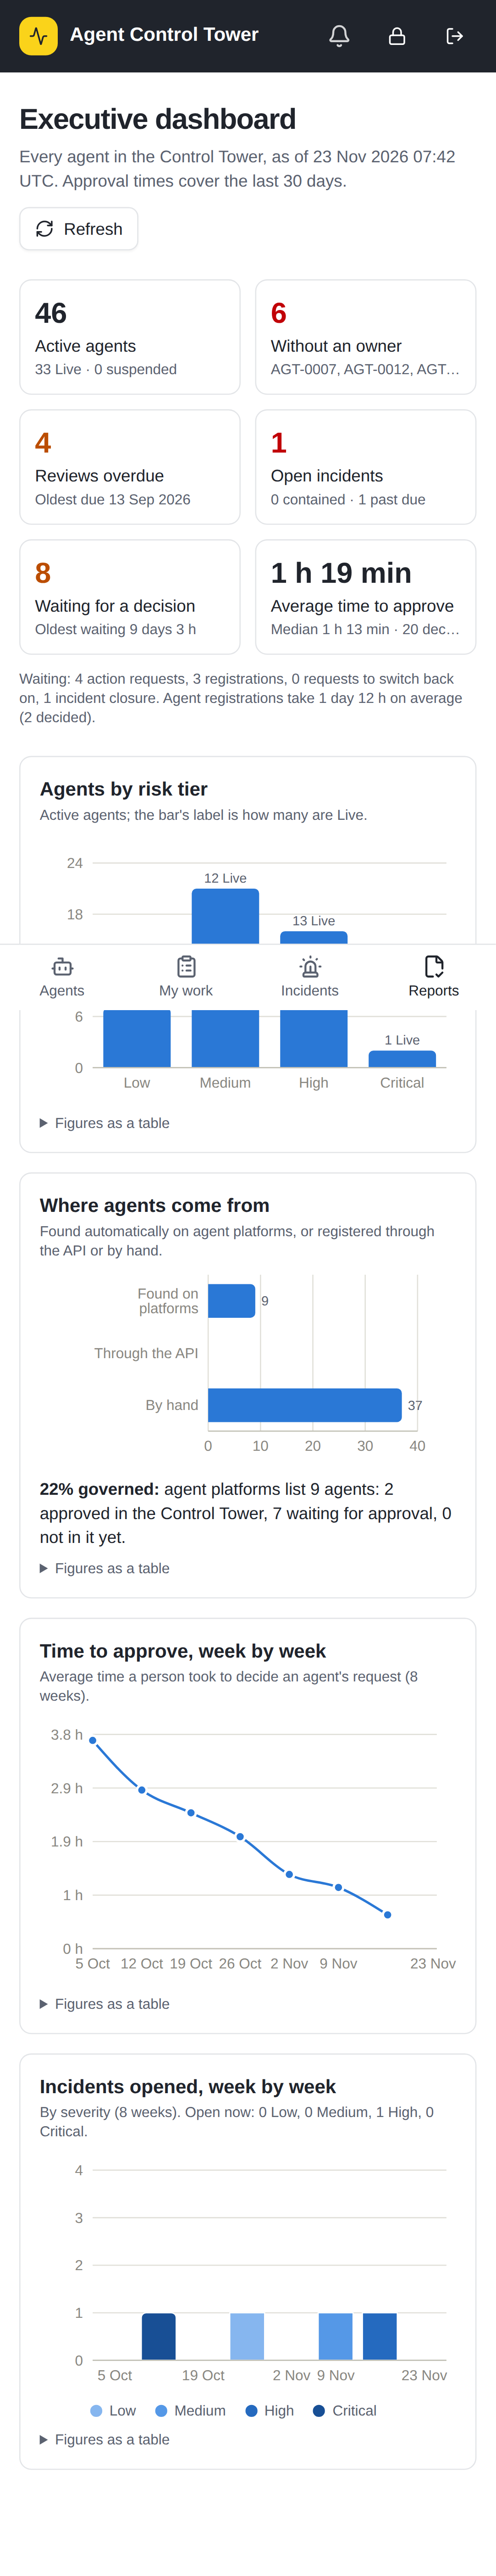 Agent Control Tower
Executive dashboard
Every agent in the Control Tower, as of 23 Nov 2026 07:42
UTC. Approval times cover the last 30 days.
Refresh
46
Active agents
33 Live · 0 suspended
6
Without an owner
AGT-0007, AGT-0012, AGT…
4
Reviews overdue
Oldest due 13 Sep 2026
1
Open incidents
0 contained · 1 past due
8
Waiting for a decision
Oldest waiting 9 days 3 h
1 h 19 min
Average time to approve
Median 1 h 13 min · 20 dec…
Waiting: 4 action requests, 3 registrations, 0 requests to switch back
on, 1 incident closure. Agent registrations take 1 day 12 h on average
(2 decided).
Agents by risk tier
Active agents; the bar's label is how many are Live.
24
12 Live
18
13 Live
Agents
My work
Incidents
Reports
6
1 Live
0
Low
Medium
High
Critical
Figures as a table
Where agents come from
Found automatically on agent platforms, or registered through
the API or by hand.
Found on
platforms
9
Through the API
By hand
37
0
10
20
30
40
22% governed: agent platforms list 9 agents: 2
approved in the Control Tower, 7 waiting for approval, 0
not in it yet.
Figures as a table
Time to approve, week by week
Average time a person took to decide an agent's request (8
weeks).
3.8 h
2.9 h
1.9 h
1 h
0 h
5 Oct
12 Oct
19 Oct
26 Oct
2 Nov
9 Nov
23 Nov
Figures as a table
Incidents opened, week by week
By severity (8 weeks). Open now: 0 Low, 0 Medium, 1 High, 0
Critical.
4
3
2
1
0
5 Oct
19 Oct
2 Nov
9 Nov
23 Nov
Low
Medium
High
Critical
Figures as a table